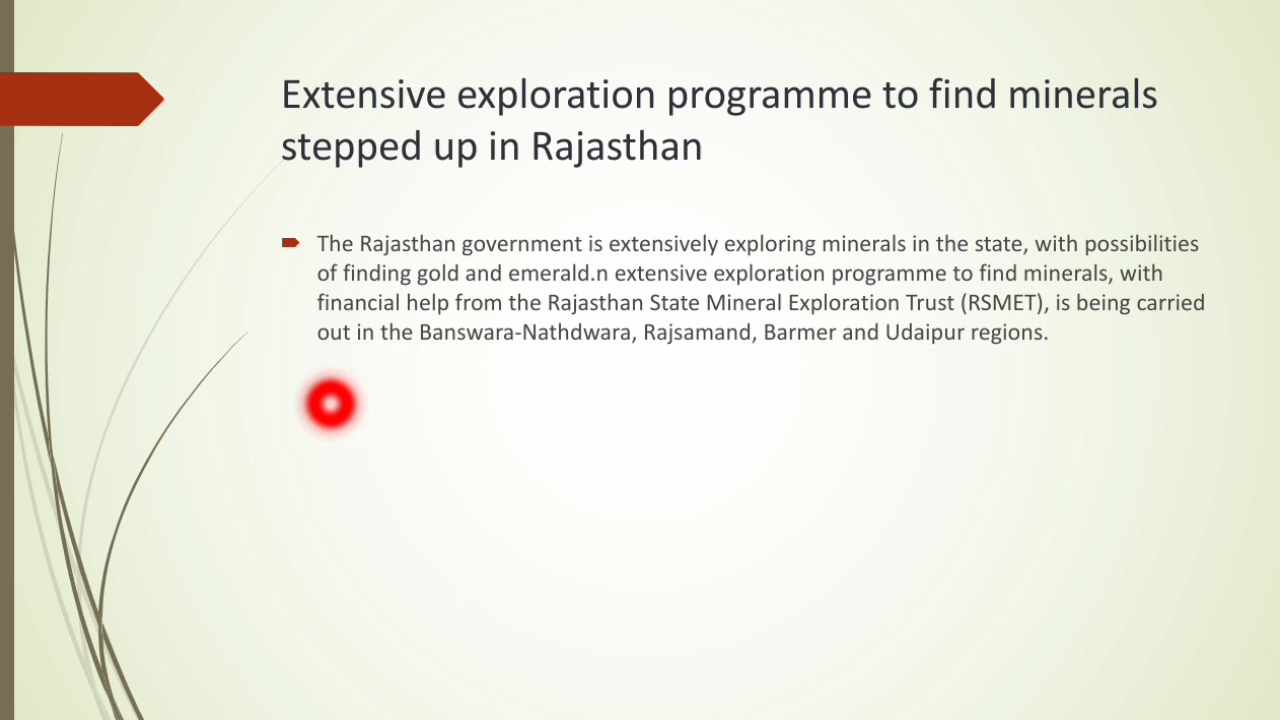 Extensive exploration programme to find minerals
stepped up in Rajasthan
The Rajasthan government is extensively exploring minerals in the state, with possibilities
of finding gold and emerald.n extensive exploration programme to find minerals, with
financial help from the Rajasthan State Mineral Exploration Trust (RSMET), is being carried
out in the Banswara-Nathdwara, Rajsamand, Barmer and Udaipur regions.